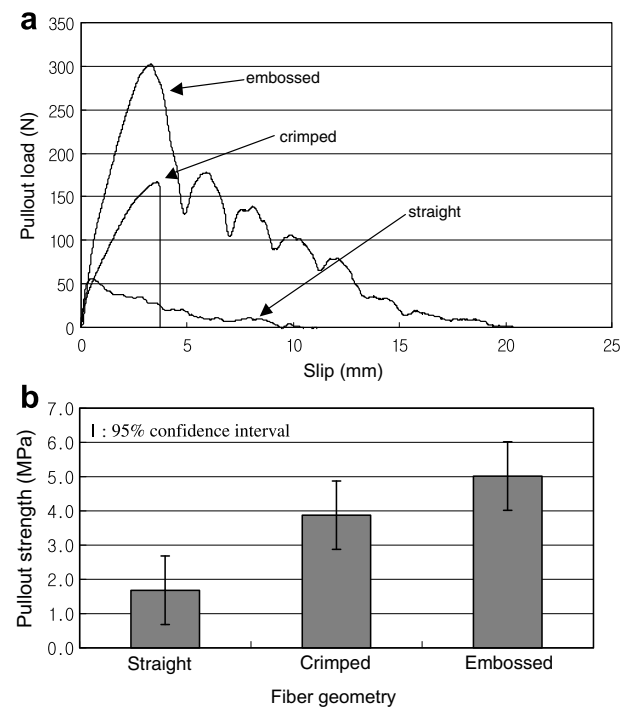 a
350
300
250
200
150
100
50
0
Pullout load (N)
embossed
crimped
straight
0 5 10 15 20 25
Slip (mm)
b
7.0
6.0
5.0
4.0
3.0
2.0
1.0
0.0
Pullout strength (MPa)
I : 95% confidence interval
Straight Crimped Embossed
Fiber geometry